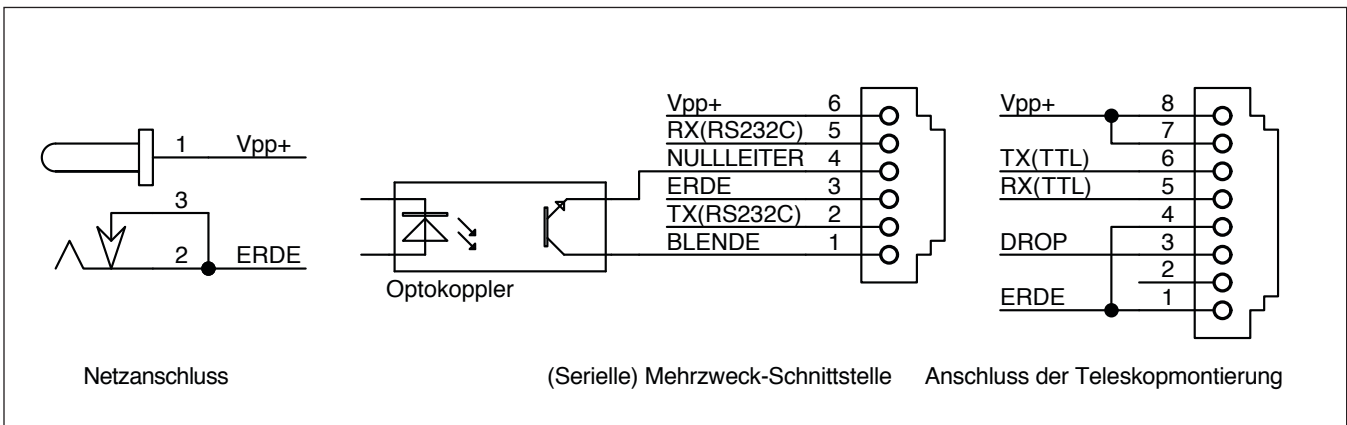 1 Vpp+
3
2 ERDE
Netzanschluss
Optokoppler
Vpp+ 6
RX(RS232C) 5
NULLLEITER 4
ERDE 3
TX(RS232C) 2
BLENDE 1
(Serielle) Mehrzweck-Schnittstelle
Vpp+ 8
7
TX(TTL) 6
RX(TTL) 5
4
DROP 3
2
ERDE 1
Anschluss der Teleskopmontierung